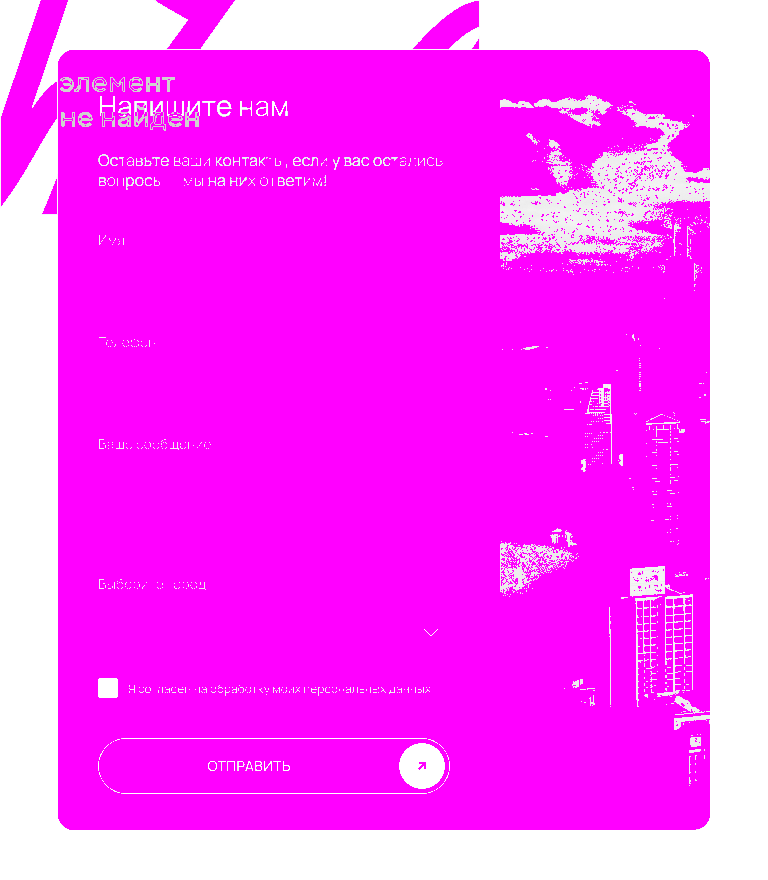 элемент
Напишите нам
не найден
Оставьте ваши контакты, если у вас остались
вопросы — мы на них ответим!
Имя
Телефон
Ваше сообщение
Выберите город
Я согласен на обработку моих персональных данных
ОТПРАВИТЬ